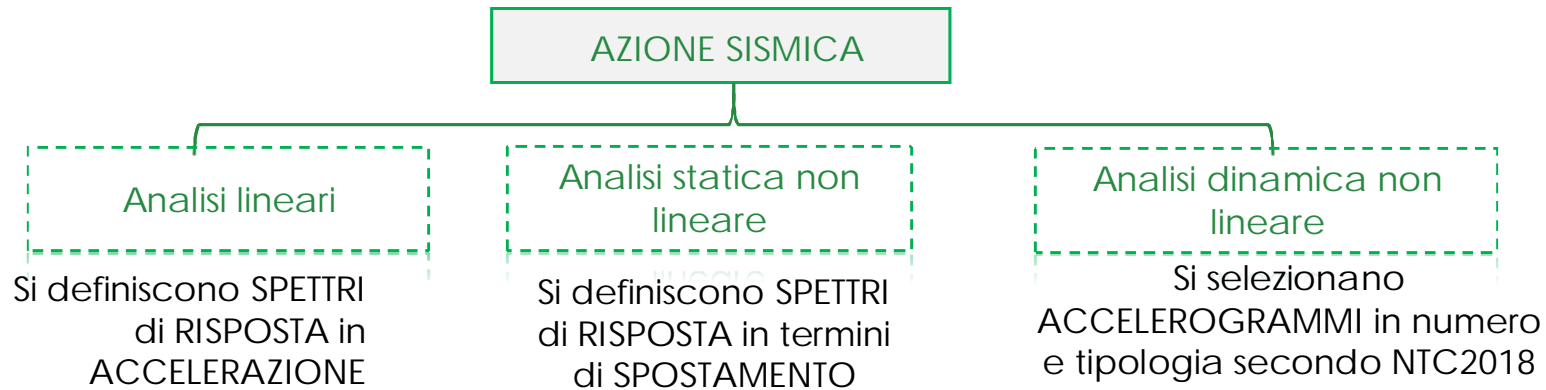 AZIONE SISMICA
Analisi lineari
Si definiscono SPETTRI
di RISPOSTA in
ACCELERAZIONE
Analisi statica non
lineare
Si definiscono SPETTRI
di RISPOSTA in termini
di SPOSTAMENTO
Analisi dinamica non
lineare
Si selezionano
ACCELEROGRAMMI in numero
e tipologia secondo NTC2018